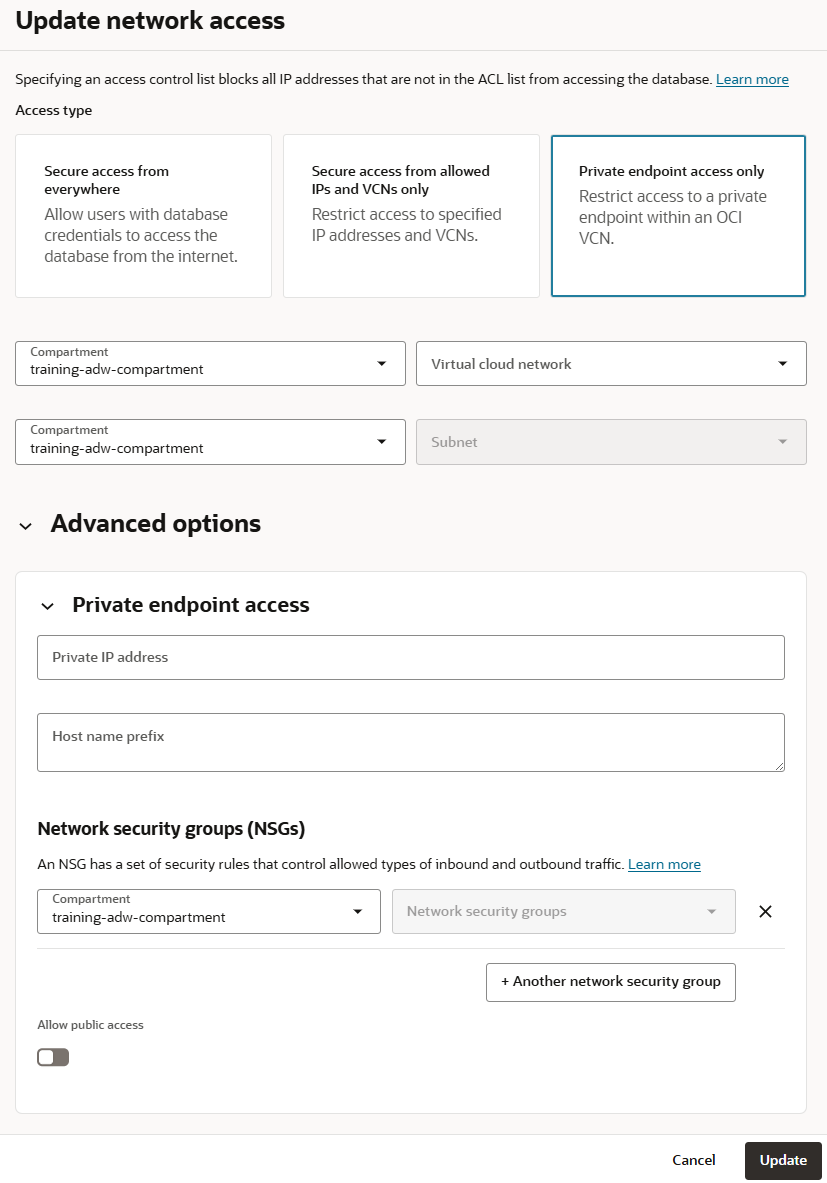 Update network access
Specifying an access control list blocks all IP addresses that are not in the ACL list from accessing the database. Learn more
Access type
Secure access from
everywhere
Allow users with database
credentials to access the
database from the internet.
Secure access from allowed
IPs and VCNs only
Restrict access to specified
IP addresses and VCNs.
Private endpoint access only
Restrict access to a private
endpoint within an OCI
VCN.
Compartment
training-adw-compartment
Virtual cloud network
Compartment
training-adw-compartment
Subnet
Advanced options
Private endpoint access
Private IP address
Host name prefix
Network security groups (NSGs)
An NSG has a set of security rules that control allowed types of inbound and outbound traffic. Learn more
Compartment
training-adw-compartment
Network security groups
+ Another network security group
Allow public access
Cancel
Update